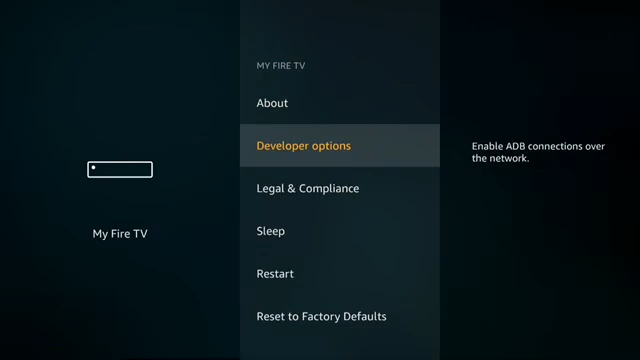 MY FIRE TV
About
Developer options
Legal & Compliance
Sleep
Restart
Reset to Factory Defaults
My Fire TV
Enable ADB connections over
the network.